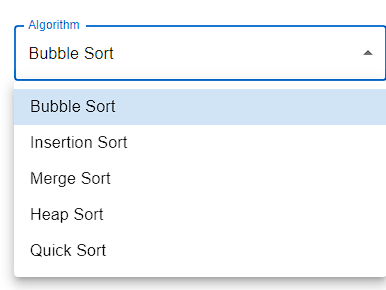 Algorithm
Bubble Sort
Bubble Sort
Insertion Sort
Merge Sort
Heap Sort
Quick Sort